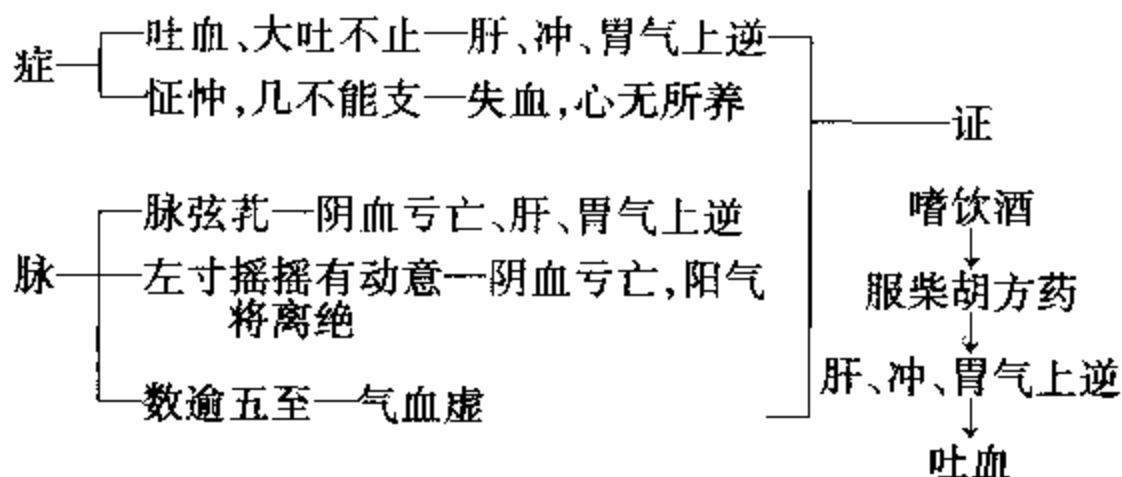 症
吐血、大吐不止—肝、冲、胃气上逆
怔忡,几不能支—失血,心无所养
脉
脉弦芤—阴血亏亡、肝、胃气上逆
左寸摇摇有动意—阴血亏亡,阳气
将离绝
数逾五至—气血虚
证
嗜饮酒
服柴胡方药
肝、冲、胃气上逆
吐血